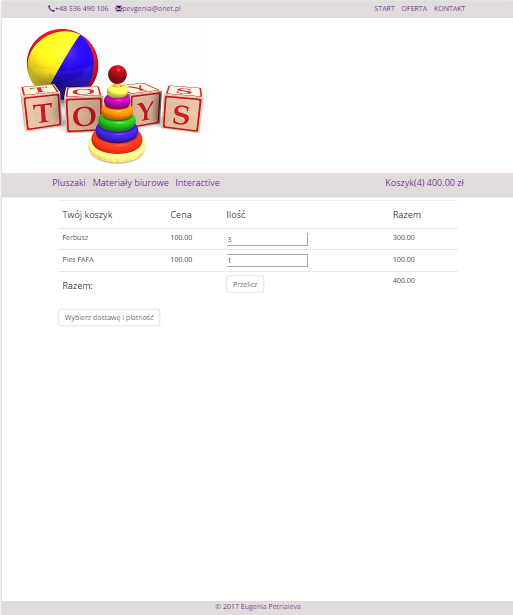 +48 536 490 106 pevgenia@onet.pl START OFERTA KONTAKT
T O Y S
T O Y S
Pluszaki Materiały biurowe Interactive Koszyk(4) 400.00 zł
Twój koszyk Cena Ilość Razem
Ferbusz 100.00 3 300.00
Pies FAFA 100.00 1 100.00
Razem: Przelicz 400.00
Wybierz dostawę i płatność
© 2017 Eugenia Petriaieva